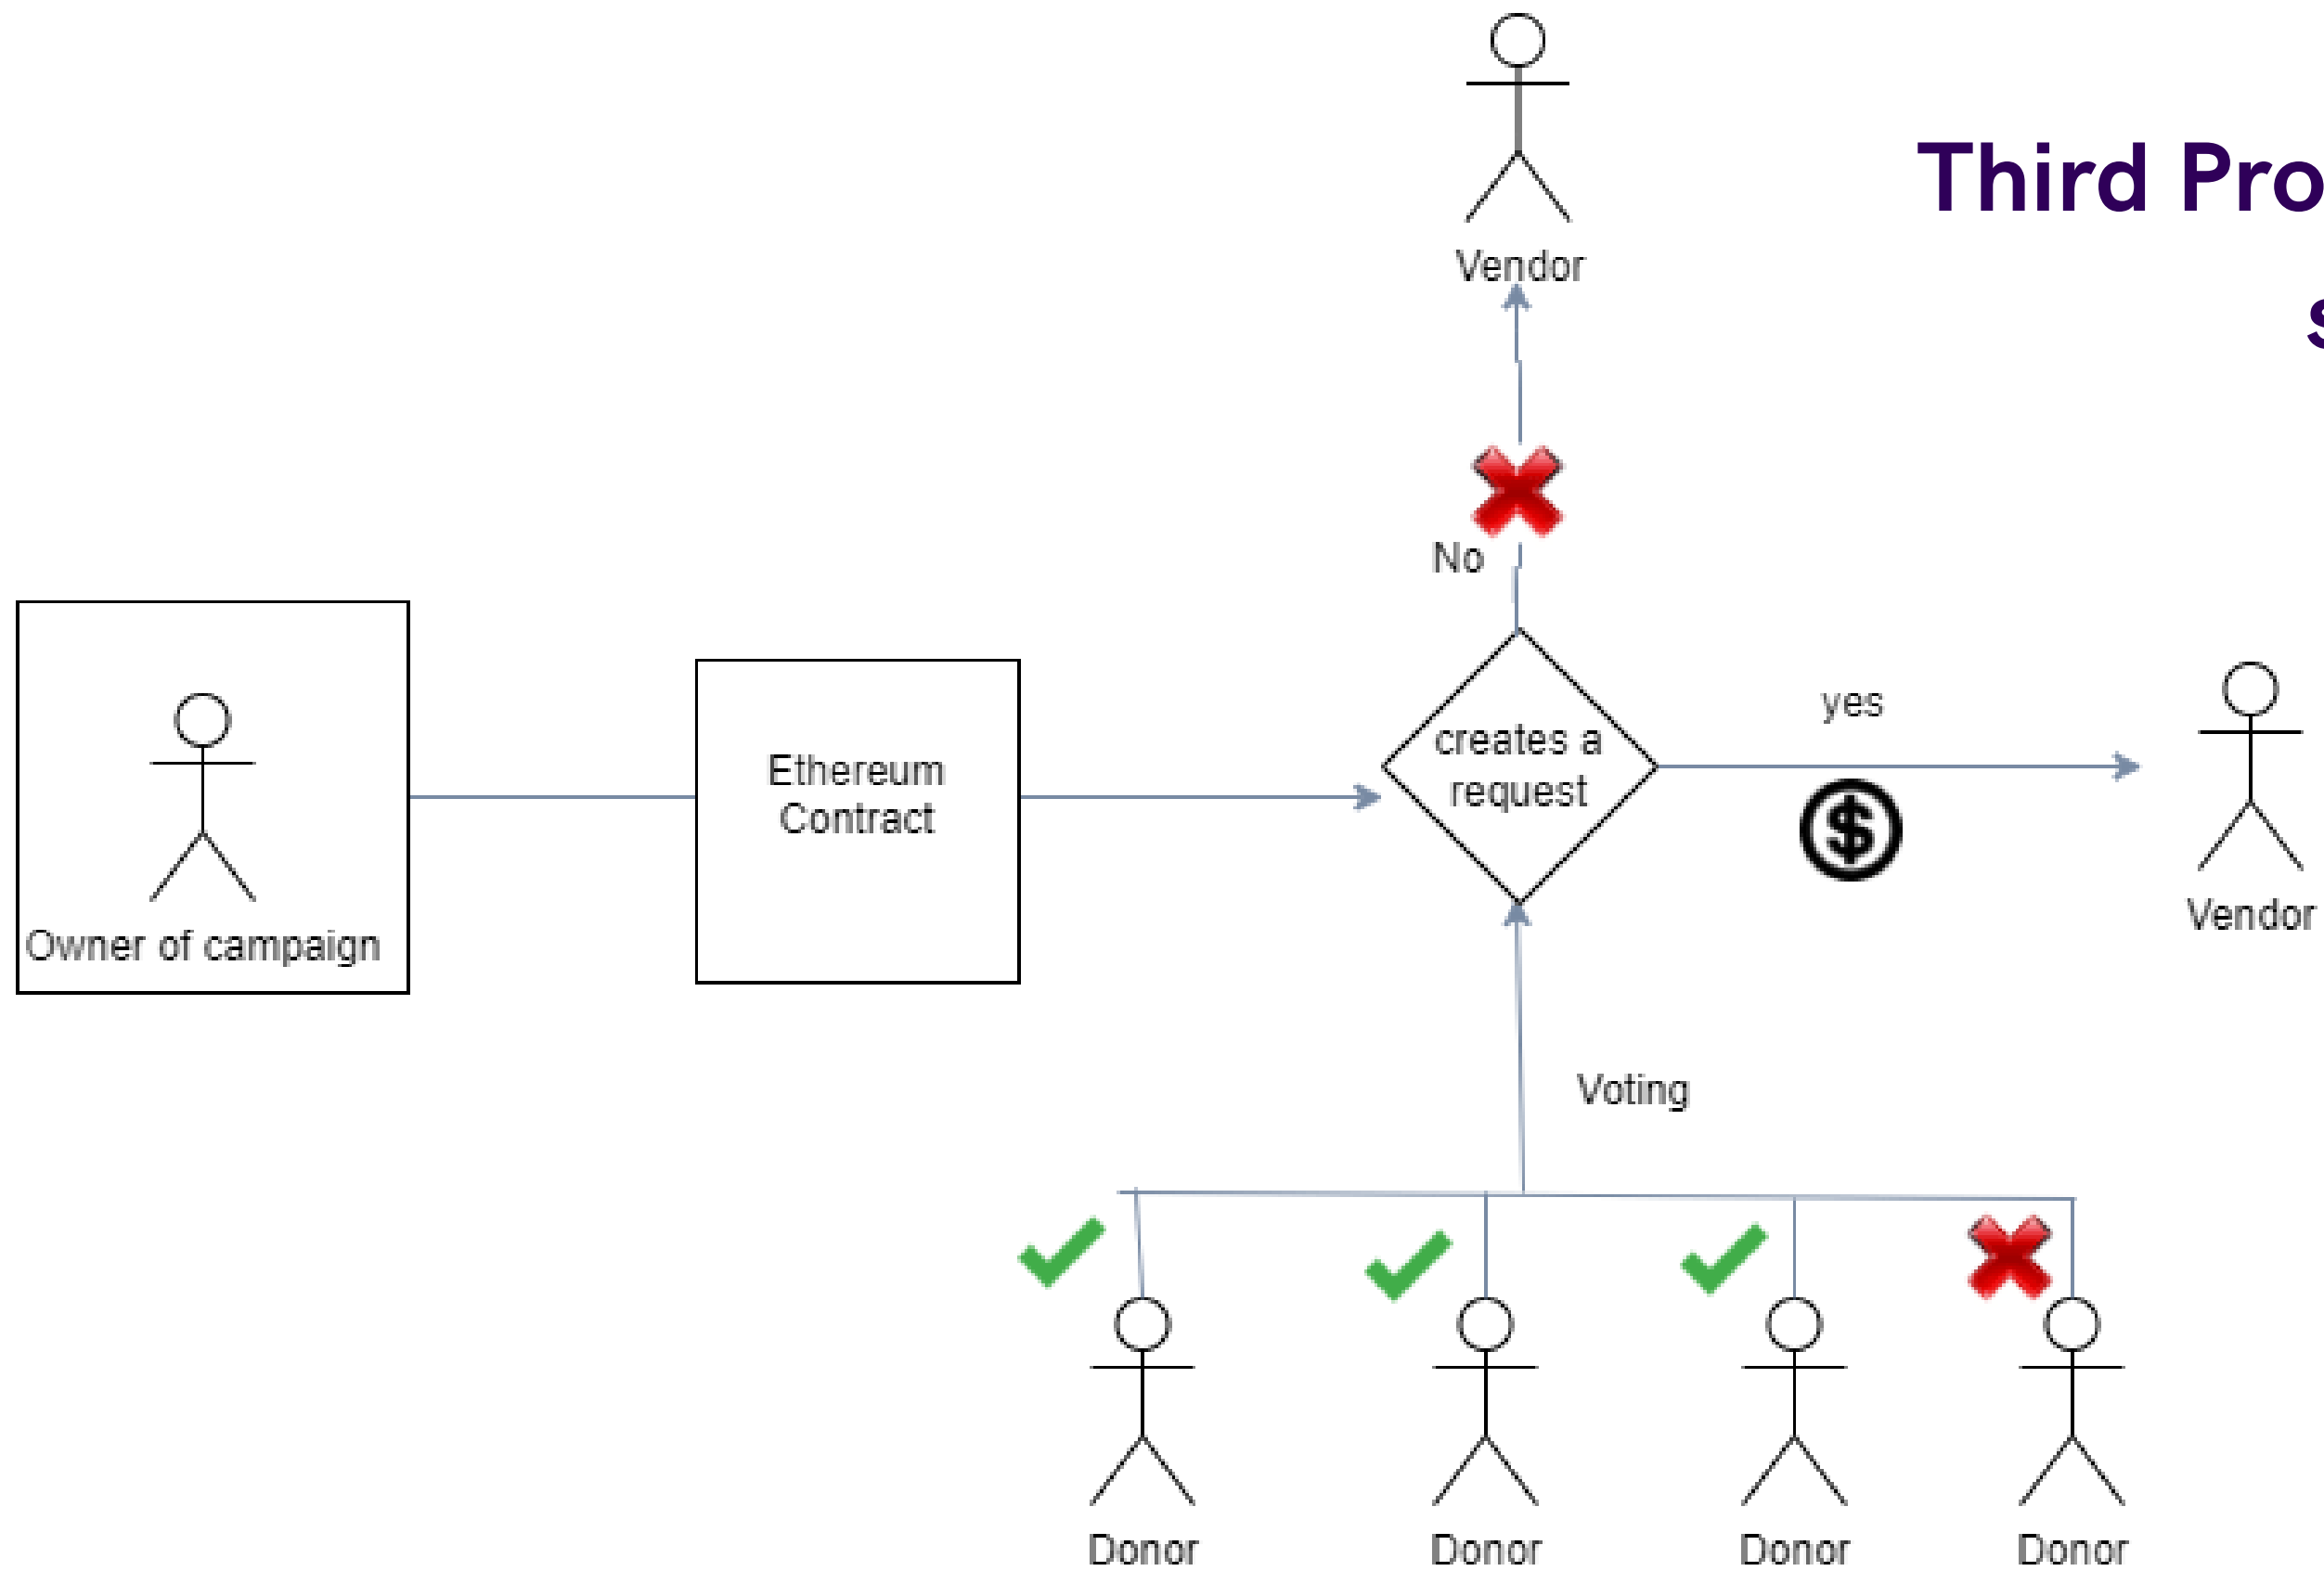 Third Pro
s
Vendor
No
creates a
request
yes
Ethereum
Contract
Owner of campaign
Vendor
Voting
Donor
Donor
Donor
Donor